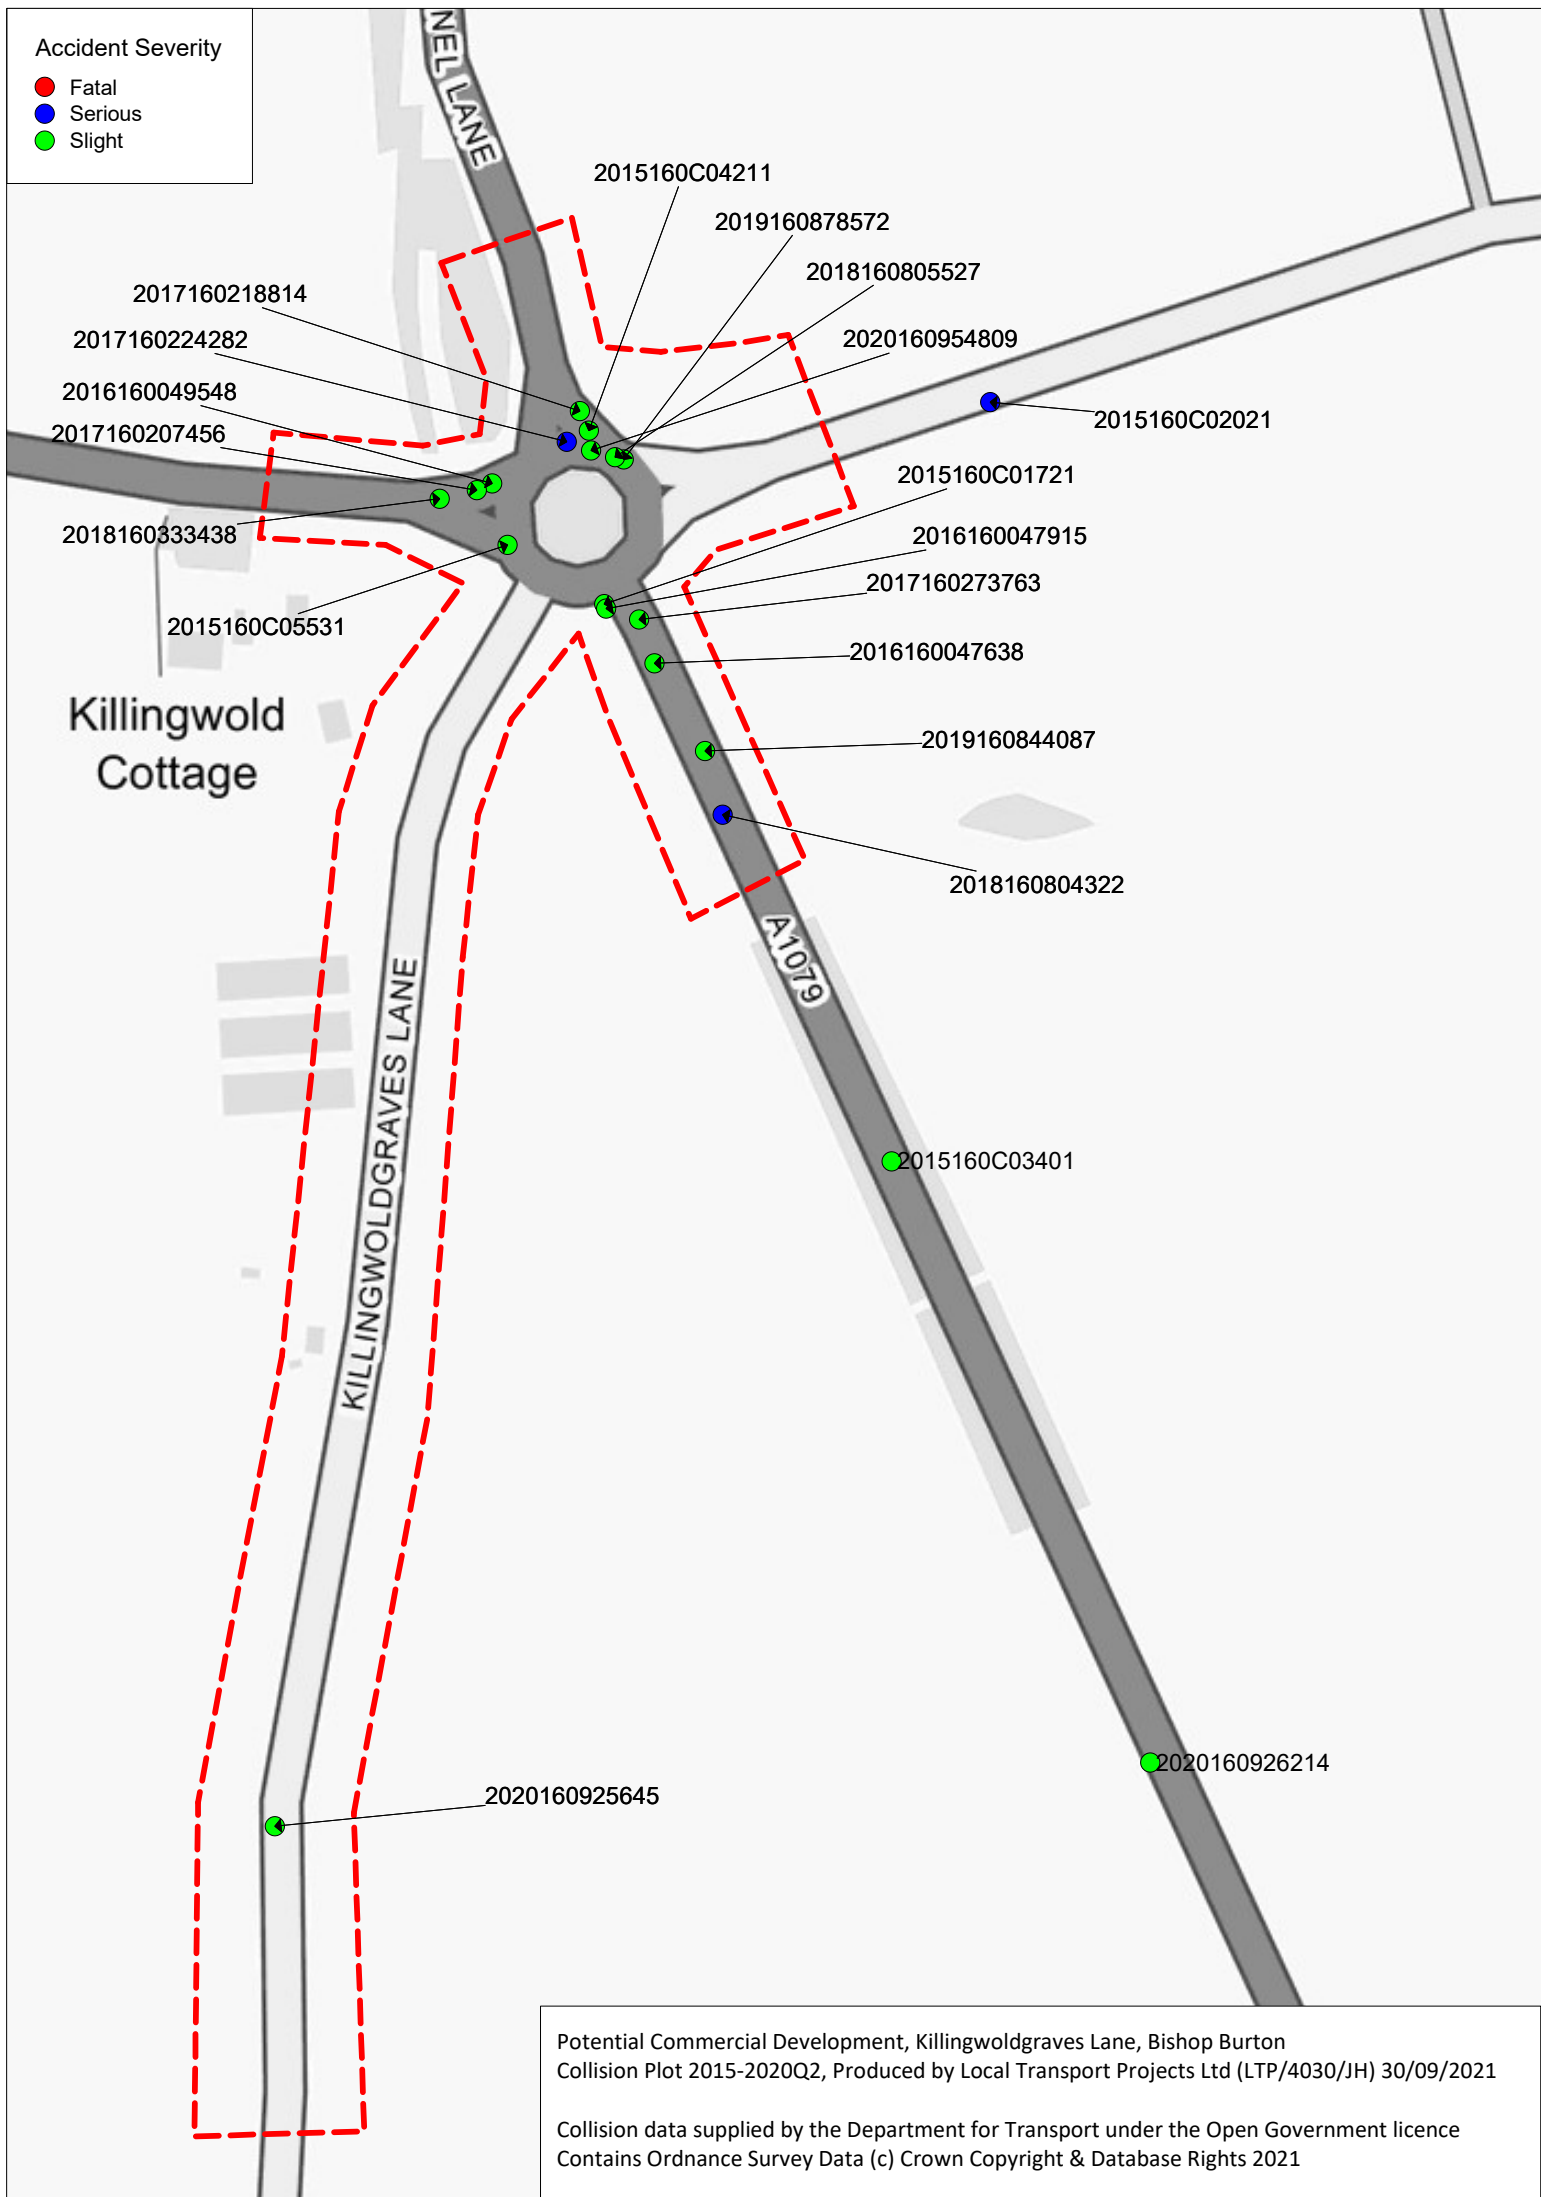 Accident Severity
Fatal
Serious
Slight
NEL LANE
2015160C04211
2019160878572
2018160805527
2017160218814
2017160224282
2020160954809
2016160049548
2015160C02021
2017160207456
2015160C01721
2018160333438
2016160047915
2017160273763
2015160C05531
2016160047638
Killingwold
Cottage
2019160844087
2018160804322
A1079
KILLINGWOLDGRAVES LANE
2015160C03401
2020160926214
2020160925645
Potential Commercial Development, Killingwoldgraves Lane, Bishop Burton
Collision Plot 2015-2020Q2, Produced by Local Transport Projects Ltd (LTP/4030/JH) 30/09/2021
Collision data supplied by the Department for Transport under the Open Government licence
Contains Ordnance Survey Data (c) Crown Copyright & Database Rights 2021